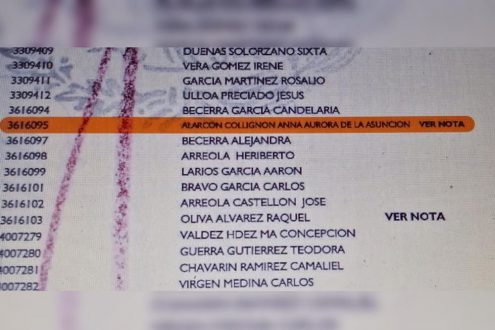 3309409 DUEÑAS SOLORZANO SIXTA
3309410 VERA GOMEZ IRENE
3309411 GARCIA MARTINEZ ROSALIO
3309412 ULLOA PRECIADO JESUS
3616094 BECERRA GARCIA CANDELARIA
3616095 ALARCÓN COLLIGNON ANNA AURORA DE LA ASUNCION VER NOTA
3616097 BECERRA ALEJANDRA
3616098 ARREOLA HERIBERTO
3616099 LARIOS GARCIA AARON
3616101 BRAVO GARCIA CARLOS
3616102 ARREOLA CASTELLON JOSE
3616103 OLIVA ALVAREZ RAQUEL VER NOTA
4007279 VALDEZ HDEZ MA CONCEPCION
4007280 GUERRA GUTIERREZ TEODORA
4007281 CHAVARIN RAMIREZ CAMALIEL
4007282 VIRGEN MEDINA CARLOS